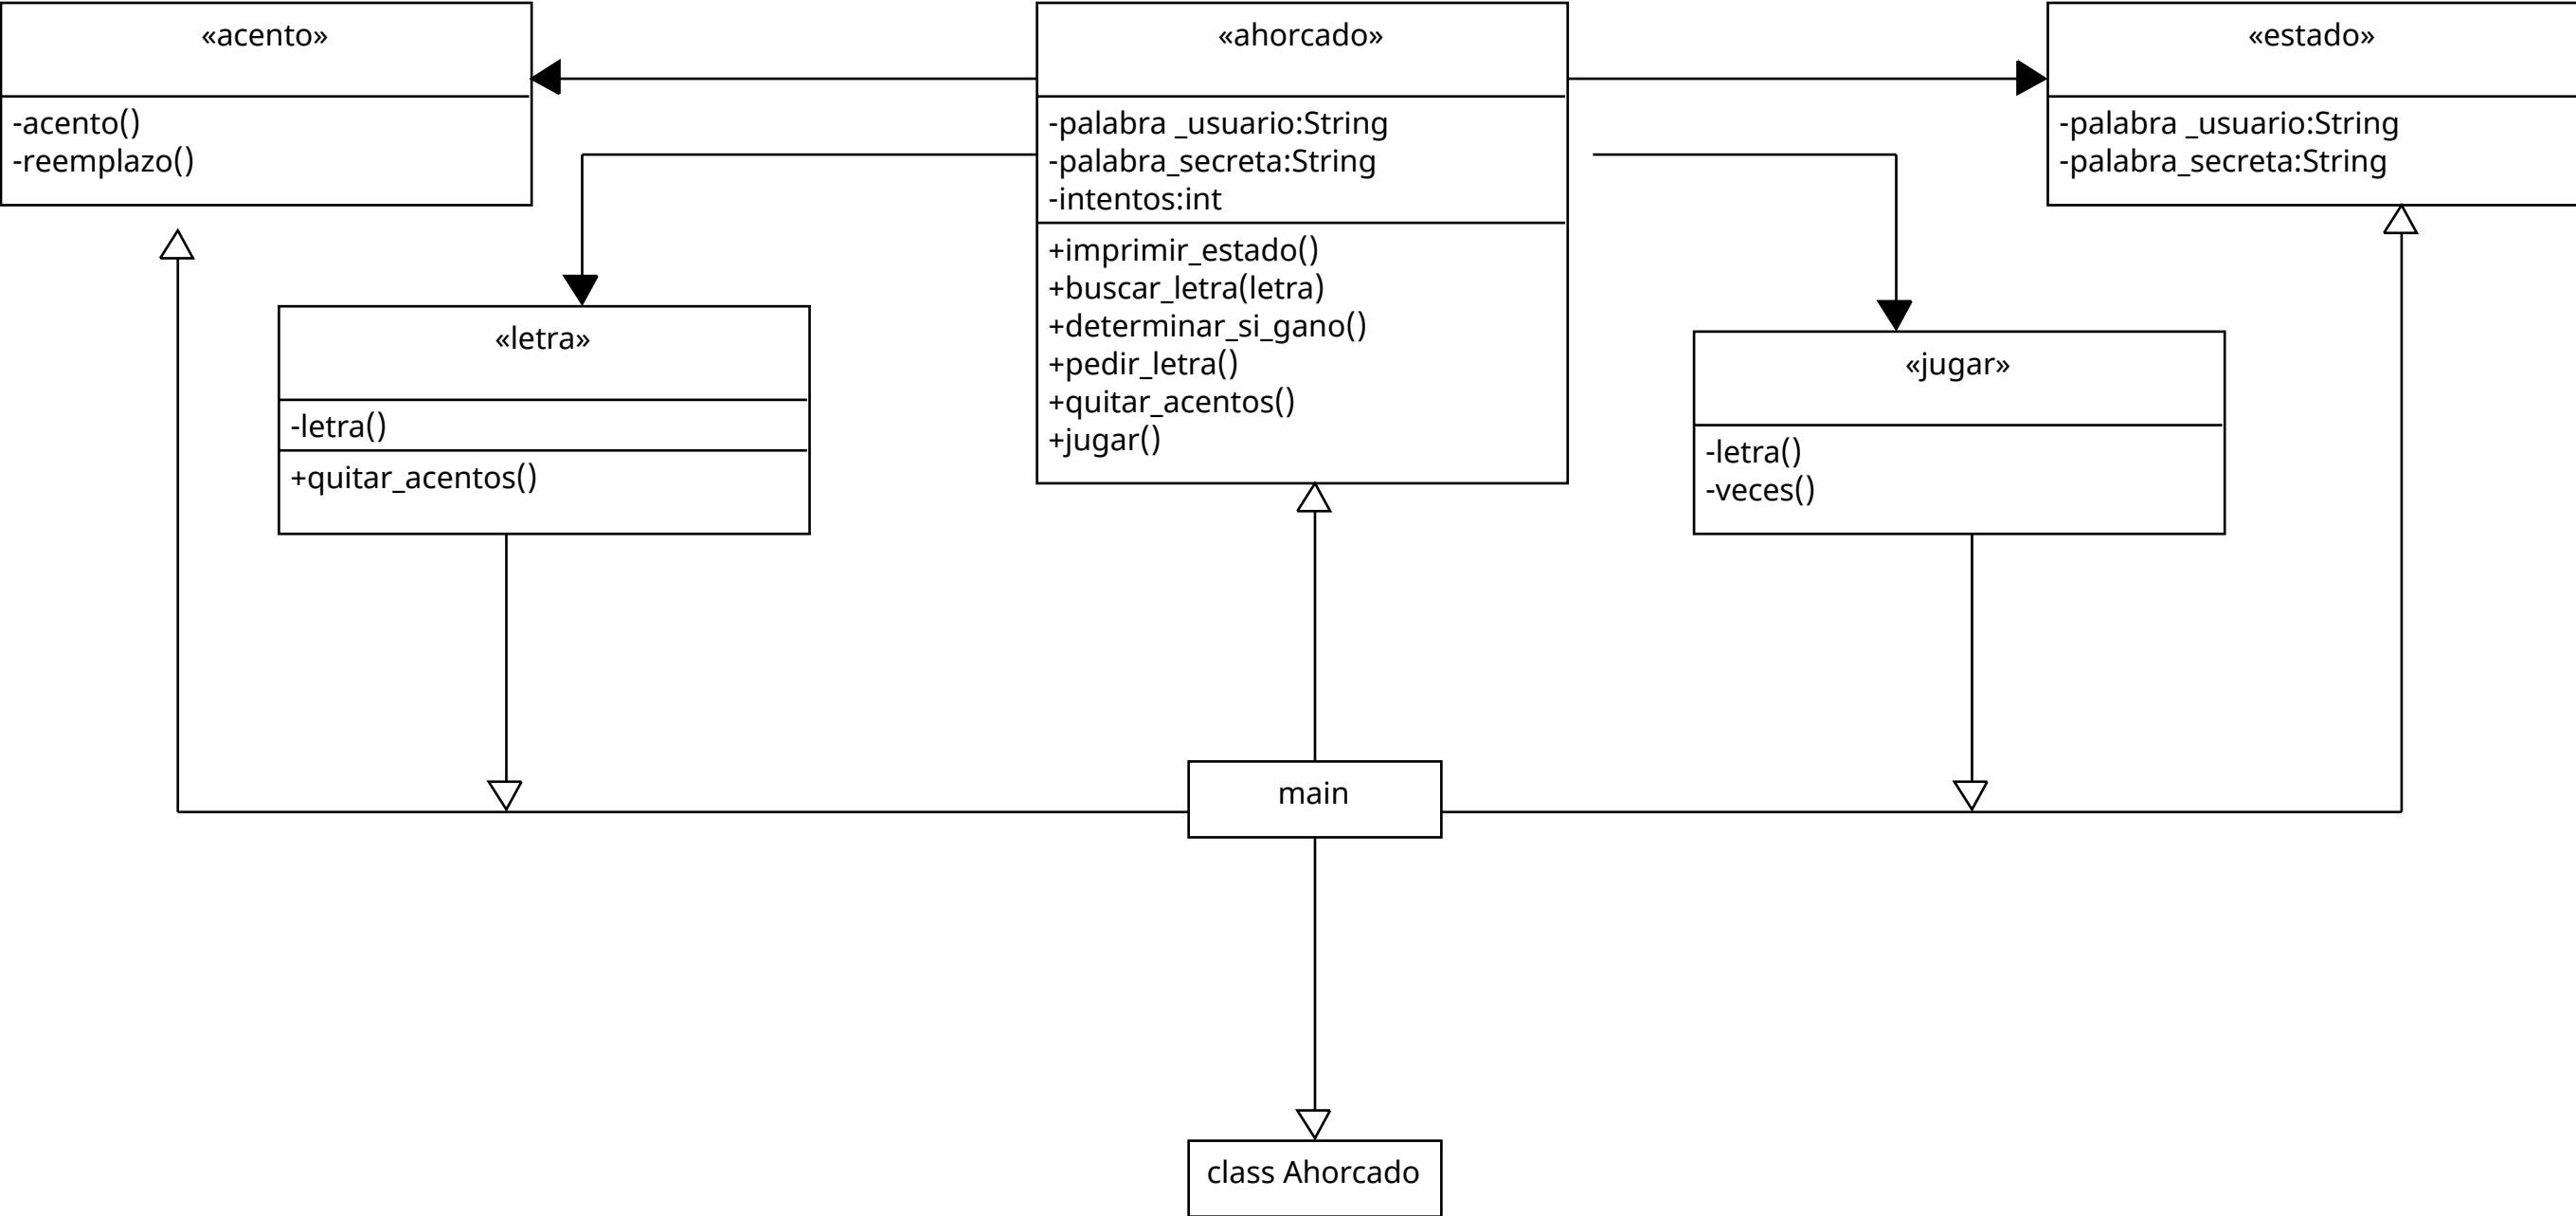 «acento»
-acento()
-reemplazo()
«ahorcado»
-palabra _usuario:String
-palabra_secreta:String
-intentos:int
+imprimir_estado()
+buscar_letra(letra)
+determinar_si_gano()
+pedir_letra()
+quitar_acentos()
+jugar()
«estado»
-palabra _usuario:String
-palabra_secreta:String
«letra»
-letra()
+quitar_acentos()
«jugar»
-letra()
-veces()
main
class Ahorcado